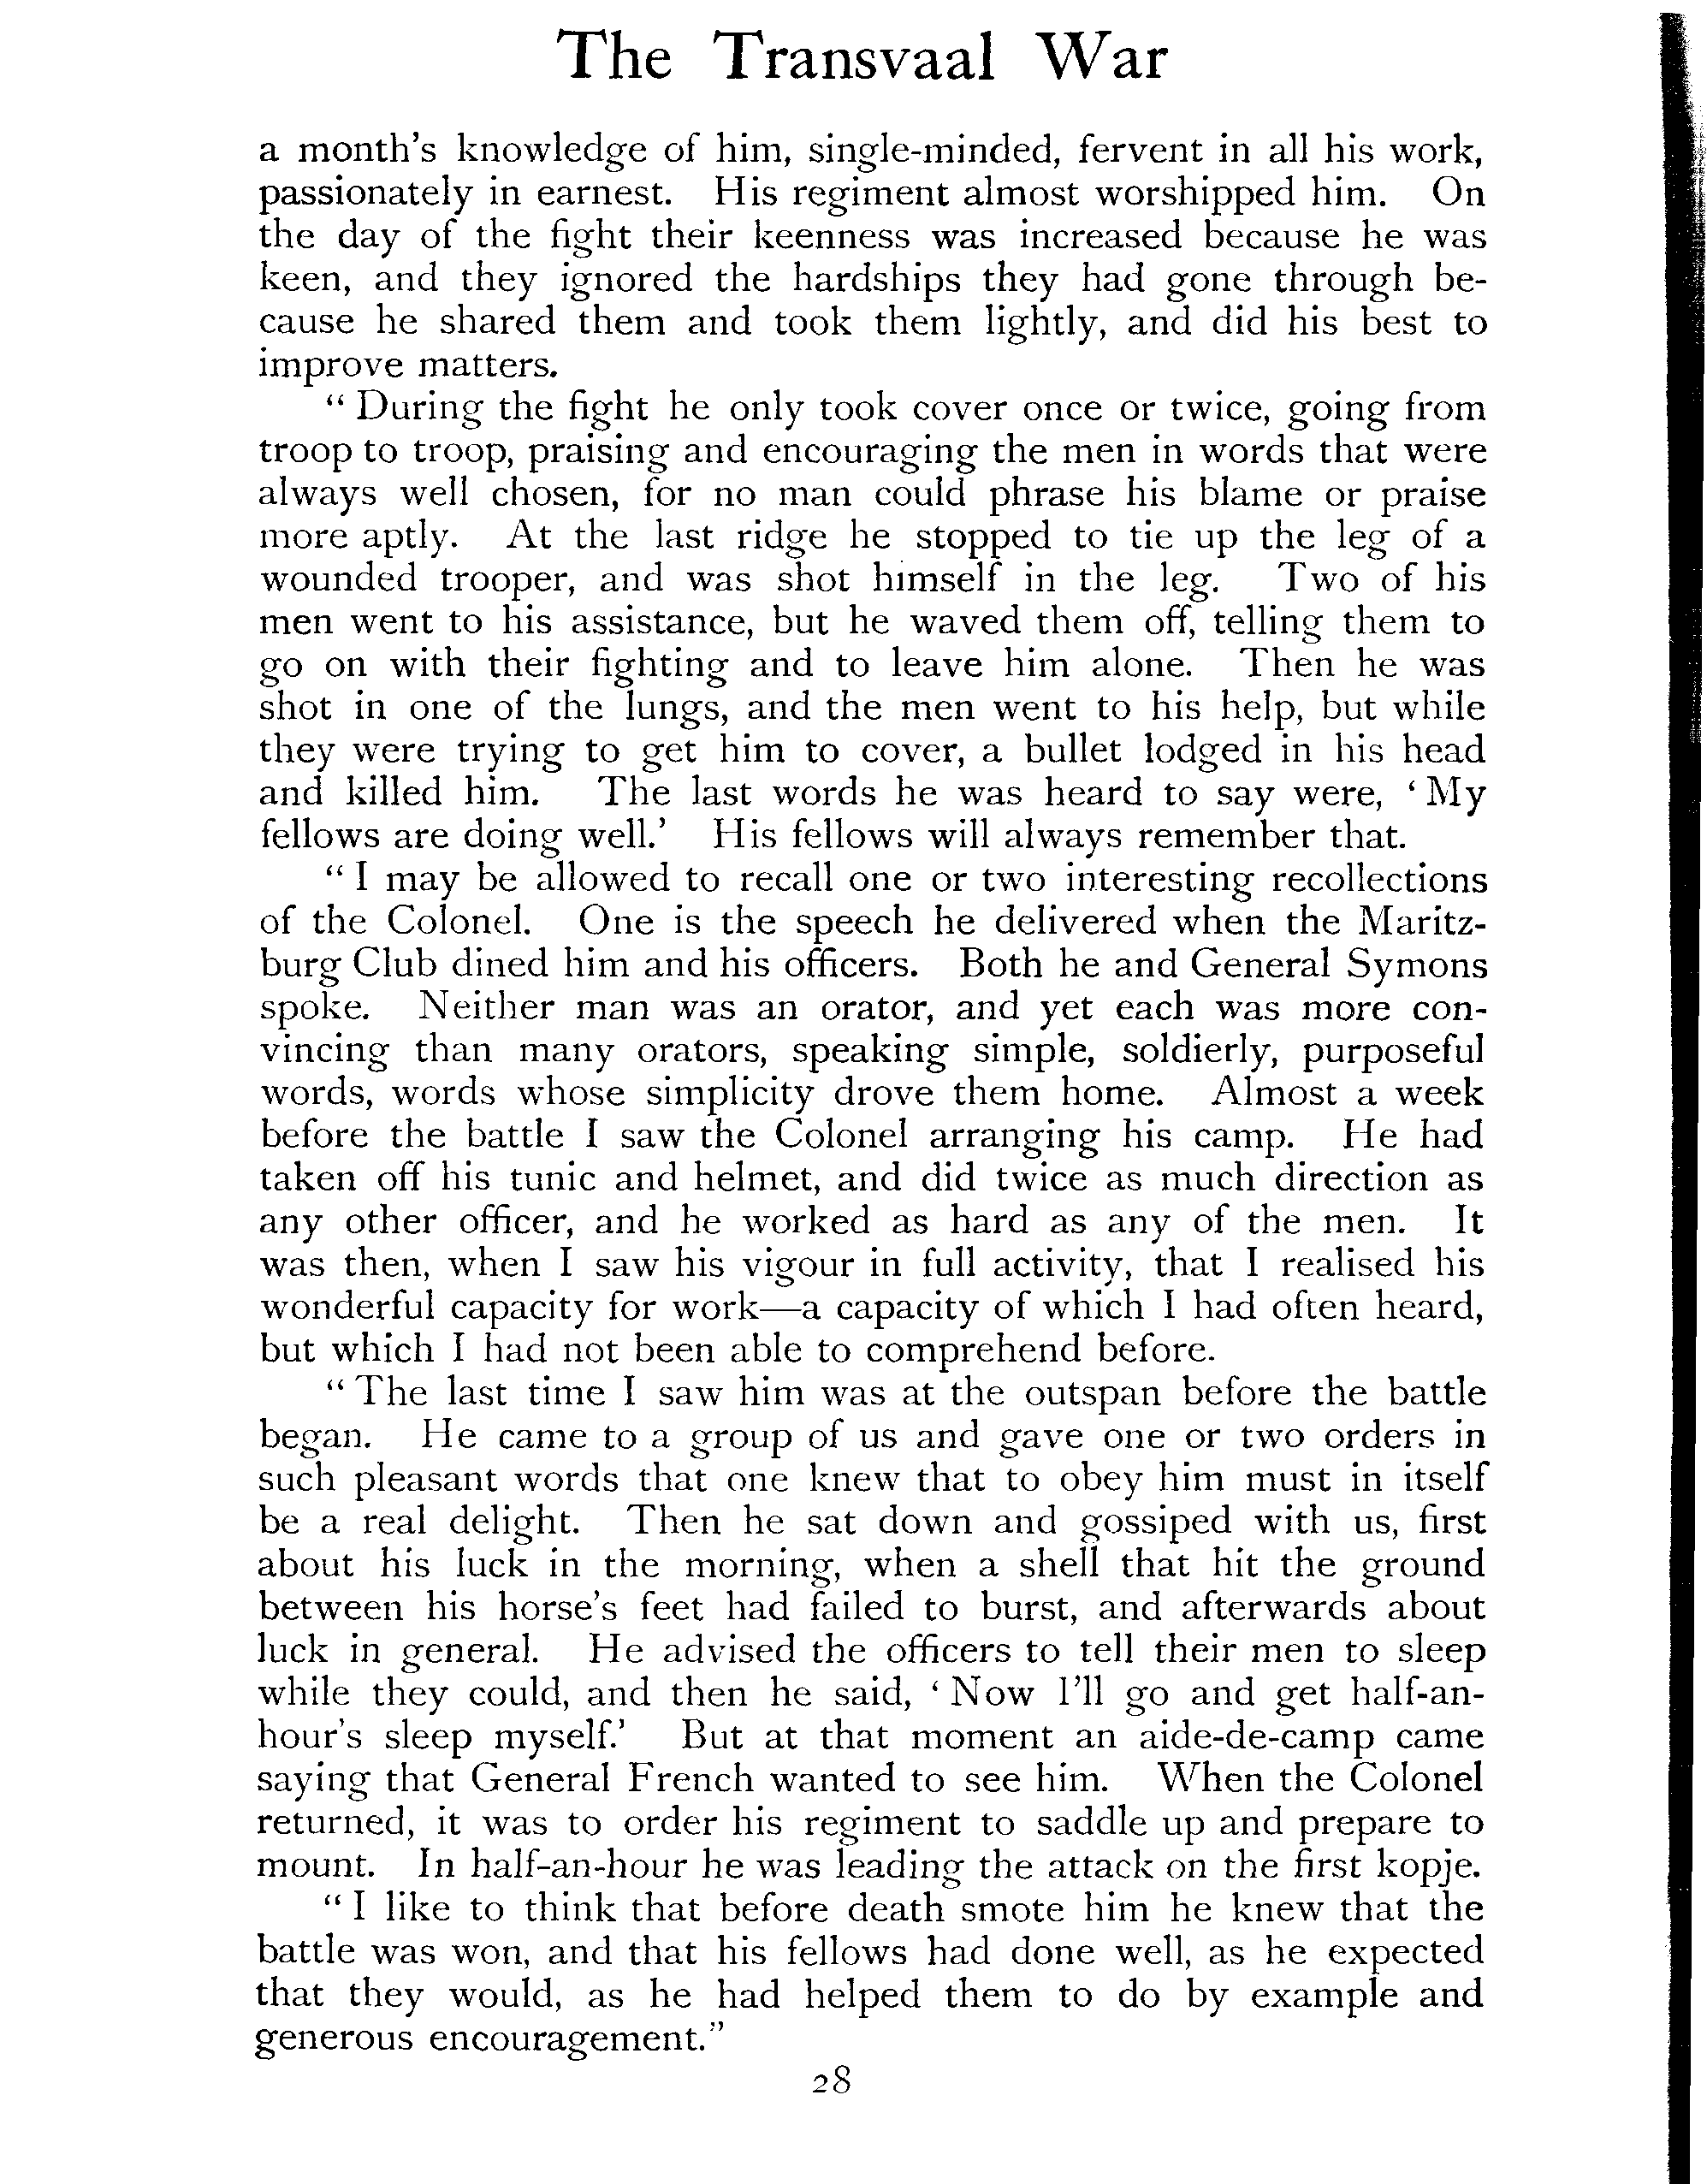 The Transvaal War
a month's knowledge of him, single-minded, fervent in all his work,
passionately in earnest. His regiment almost worshipped him. On
the day of the fight their keenness was increased because he was
keen, and they ignored the hardships they had gone through be-
cause he shared them and took them lightly, and did his best to
improve matters.
" During the fight he only took cover once or twice, going from
troop to troop, praising and encouraging the men in words that were
always well chosen, for no man could phrase his blame or praise
more aptly. At the last ridge he stopped to tie up the leg of a
wounded trooper, and was shot himself in the leg. Two of his
men went to his assistance, but he waved them off, telling them to
go on with their fighting and to leave him alone. Then he was
shot in one of the lungs, and the men went to his help, but while
they were trying to get him to cover, a bullet lodged in his head
and killed him. The last words he was heard to say were, ' My
fellows are doing well.' His fellows will always remember that.
" I may be allowed to recall one or two interesting recollections
of the Colonel. One is the speech he delivered when the Maritz-
burg Club dined him and his officers. Both he and General Symons
spoke. Neither man was an orator, and yet each was more con-
vincing than many orators, speaking simple, soldierly, purposeful
words, words whose simplicity drove them home. Almost a week
before the battle I saw the Colonel arranging his camp. He had
taken off his tunic and helmet, and did twice as much direction as
any other officer, and he worked as hard as any of the men. It
was then, when I saw his vigour in full activity, that I realised his
wonderful capacity for work—a capacity of which I had often heard,
but which I had not been able to comprehend before.
" The last time I saw him was at the outspan before the battle
began. He came to a group of us and gave one or two orders in
such pleasant words that one knew that to obey him must in itself
be a real delight. Then he sat down and gossiped with us, first
about his luck in the morning, when a shell that hit the ground
between his horse's feet had failed to burst, and afterwards about
luck in general. He advised the officers to tell their men to sleep
while they could, and then he said, ' Now I'll go and get half-an-
hour's sleep myself.' But at that moment an aide-de-camp came
saying that General French wanted to see him. When the Colonel
returned, it was to order his regiment to saddle up and prepare to
mount. In half-an-hour he was leading the attack on the first kopje.
" I like to think that before death smote him he knew that the
battle was won, and that his fellows had done well, as he expected
that they would, as he had helped them to do by example and
generous encouragement."
28